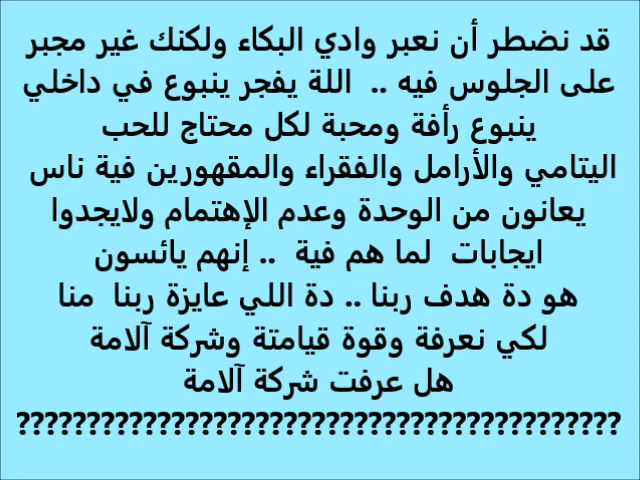 قد نضطر أن نعبر وادي البكاء ولكنك غير مجبر
على الجلوس فيه .. اللة يفجر ينبوع في داخلي
ينبوع رأفة ومحبة لكل محتاج للحب
اليتامي والأرامل والفقراء والمقهورين فية ناس
يعانون من الوحدة وعدم الإهتمام ولايجدوا
ايجابات لما هم فية .. إنهم يائسون
هو دة هدف ربنا .. دة اللي عايزة ربنا منا
لكي نعرفة وقوة قيامتة وشركة آلامة
هل عرفت شركة آلامة
???????????????????????????????????????????